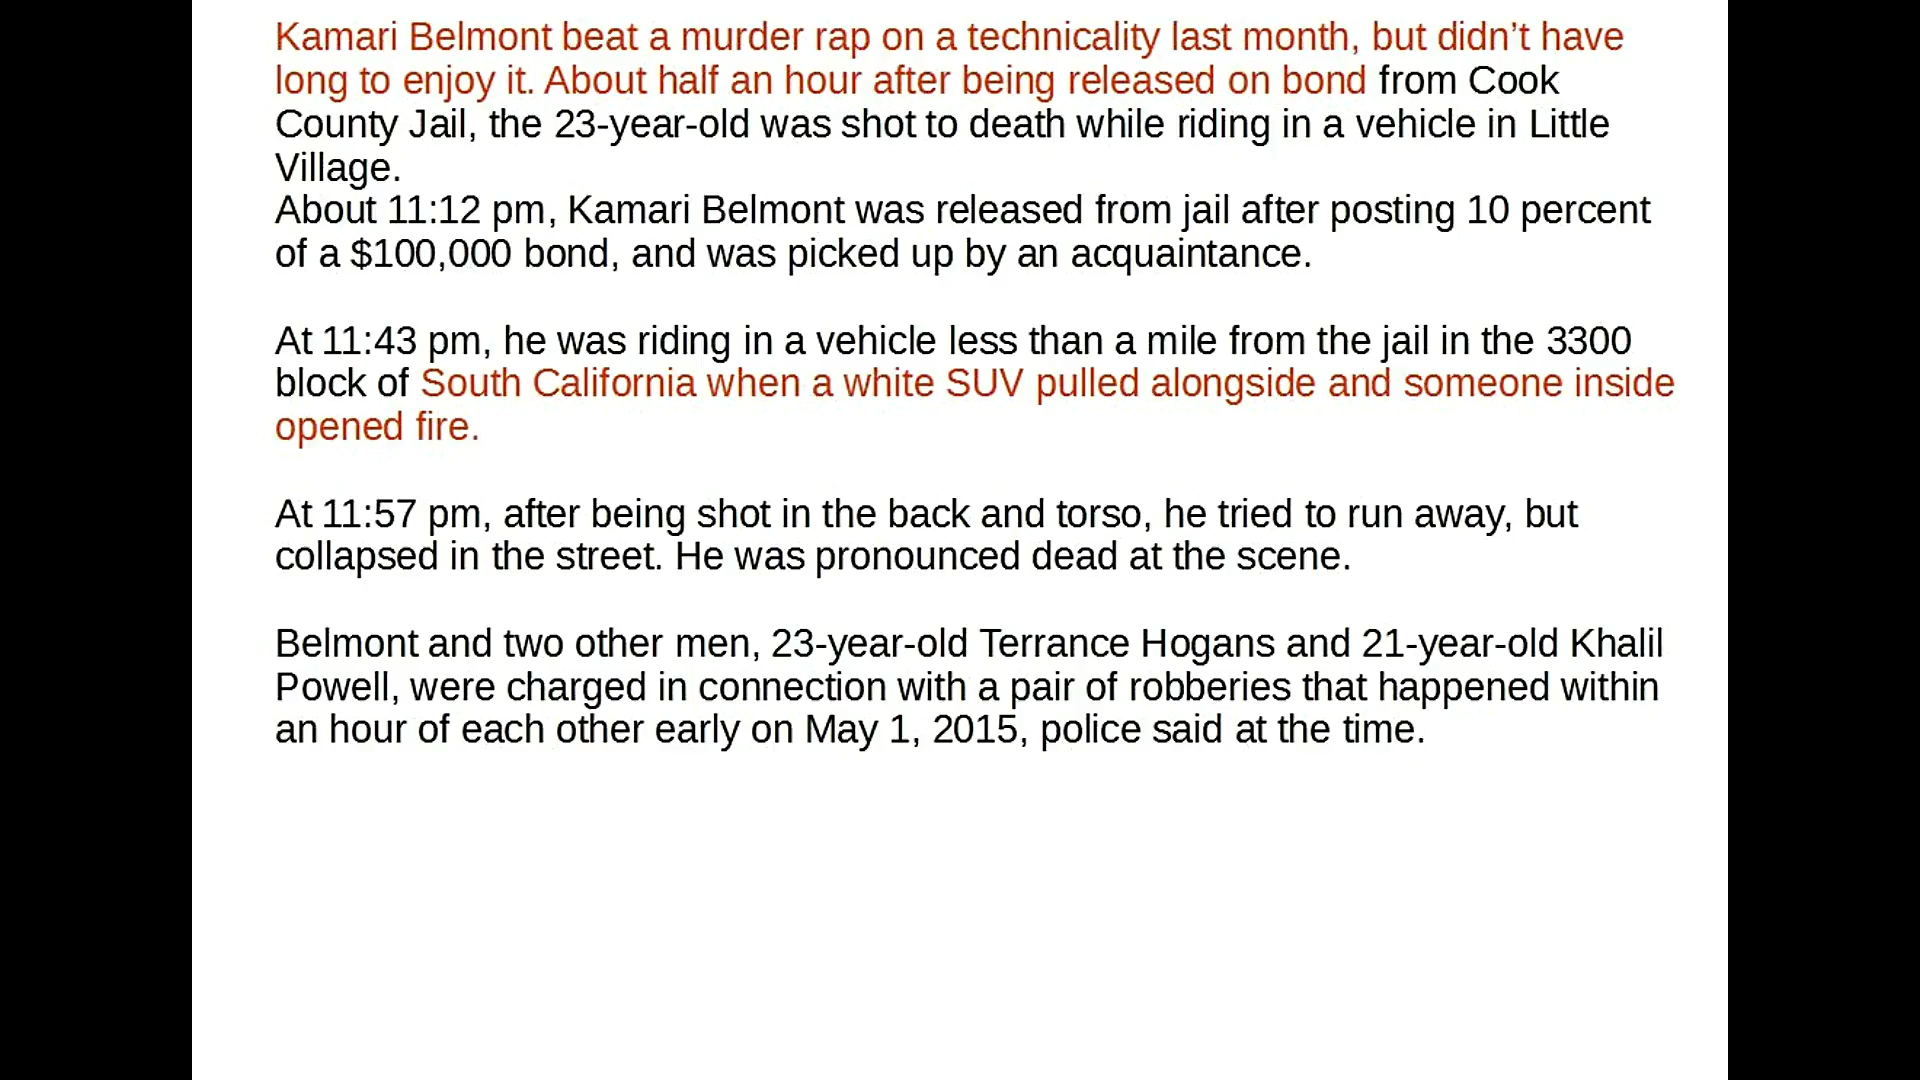 Kamari Belmont beat a murder rap on a technicality last month, but didn’t have
long to enjoy it. About half an hour after being released on bond from Cook
County Jail, the 23-year-old was shot to death while riding in a vehicle in Little
Village.
About 11:12 pm, Kamari Belmont was released from jail after posting 10 percent
of a $100,000 bond, and was picked up by an acquaintance.
At 11:43 pm, he was riding in a vehicle less than a mile from the jail in the 3300
block of South California when a white SUV pulled alongside and someone inside
opened fire.
At 11:57 pm, after being shot in the back and torso, he tried to run away, but
collapsed in the street. He was pronounced dead at the scene.
Belmont and two other men, 23-year-old Terrance Hogans and 21-year-old Khalil
Powell, were charged in connection with a pair of robberies that happened within
an hour of each other early on May 1, 2015, police said at the time.